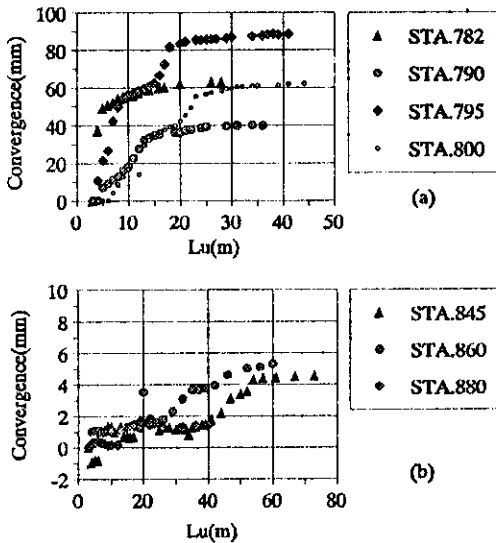 100
80
60
40
20
0
Convergence(mm)
0 10 20 30 40 50
Lu(m)
STA.782
STA.790
STA.795
STA.800
(a)
10
8
6
4
2
0
-2
Convergence(mm)
0 20 40 60 80
Lu(m)
STA.845
STA.860
STA.880
(b)